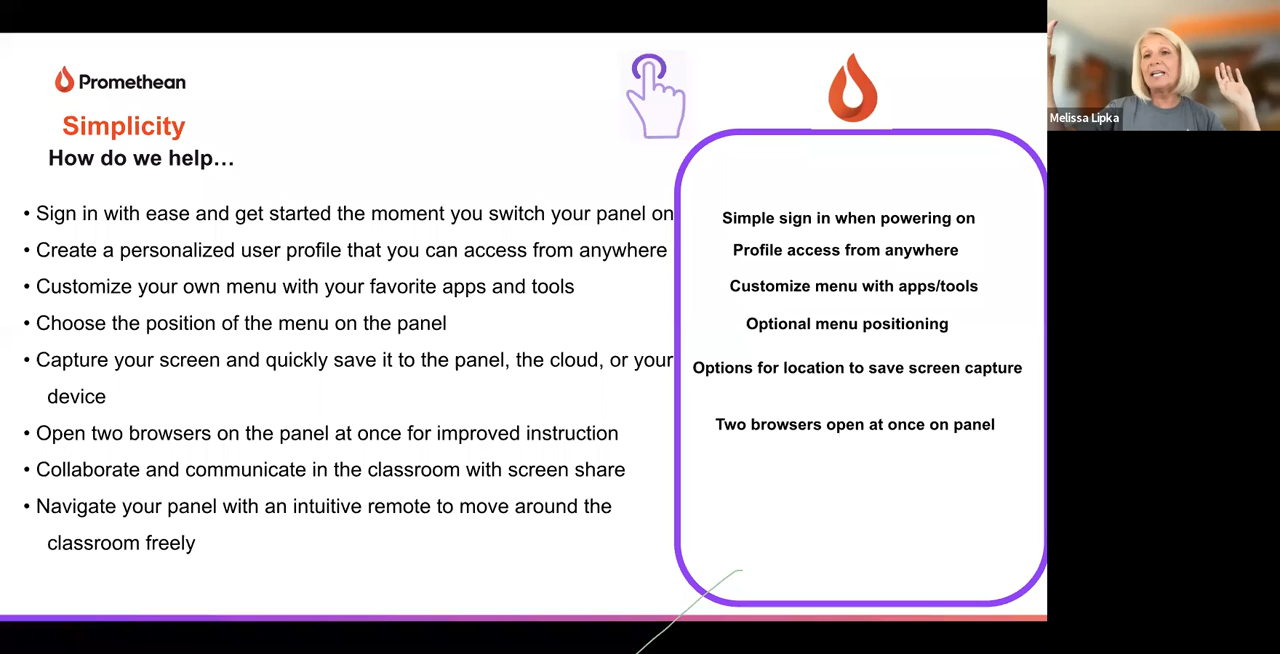 Promethean
Simplicity
How do we help…
• Sign in with ease and get started the moment you switch your panel on
• Create a personalized user profile that you can access from anywhere
• Customize your own menu with your favorite apps and tools
• Choose the position of the menu on the panel
• Capture your screen and quickly save it to the panel, the cloud, or your
device
• Open two browsers on the panel at once for improved instruction
• Collaborate and communicate in the classroom with screen share
• Navigate your panel with an intuitive remote to move around the
classroom freely
Simple sign in when powering on
Profile access from anywhere
Customize menu with apps/tools
Optional menu positioning
Options for location to save screen capture
Two browsers open at once on panel
Melissa Lipka